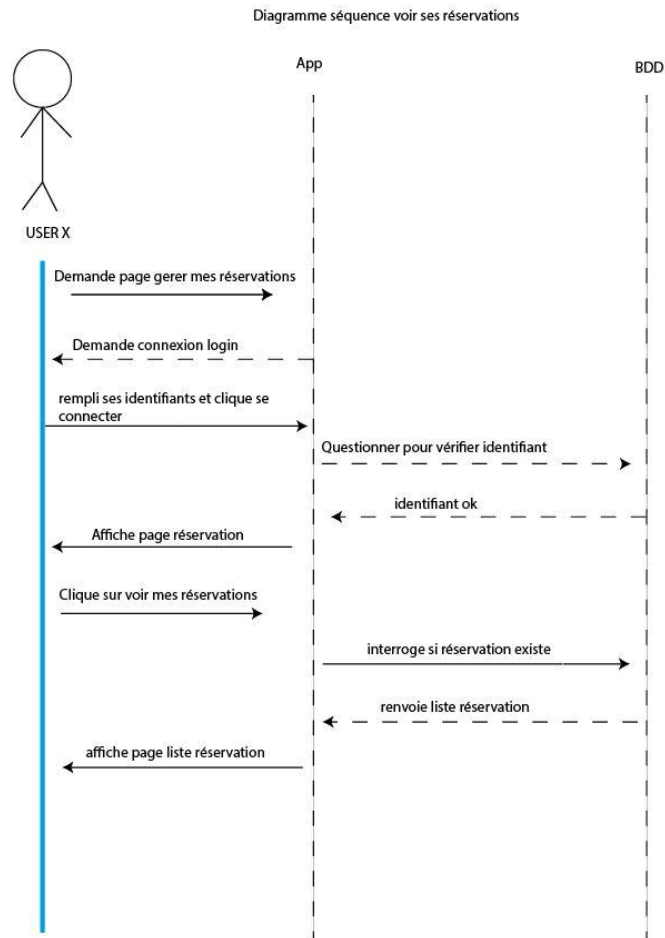 Diagramme séquence voir ses réservations
App
BDD
USER X
Demande page gerer mes réservations
Demande connexion login
rempli ses identifiants et clique se
connecter
Questionner pour vérifier identifiant
identifiant ok
Affiche page réservation
Clique sur voir mes réservations
interroge si réservation existe
renvoie liste réservation
affiche page liste réservation